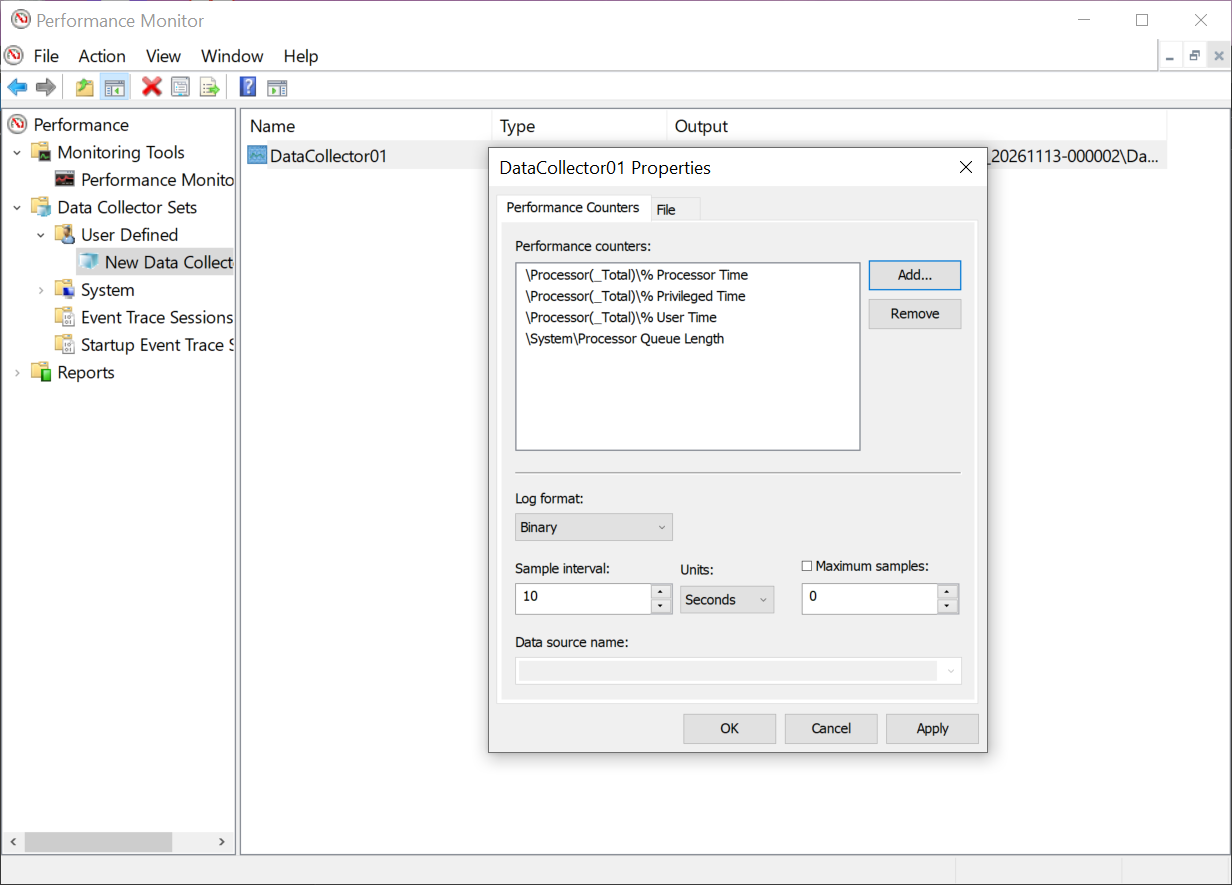 Performance Monitor
File Action View Window Help
Performance
Monitoring Tools
Performance Monito
Data Collector Sets
User Defined
New Data Collect
System
Event Trace Sessions
Startup Event Trace S
Reports
Name Type Output
DataCollector01 _20261113-000002\Da...
DataCollector01 Properties
Performance Counters File
Performance counters:
\Processor(_Total)\% Processor Time
\Processor(_Total)\% Privileged Time
\Processor(_Total)\% User Time
\System\Processor Queue Length
Add...
Remove
Log format:
Binary
Sample interval: Units: Maximum samples:
10 Seconds 0
Data source name:
OK Cancel Apply